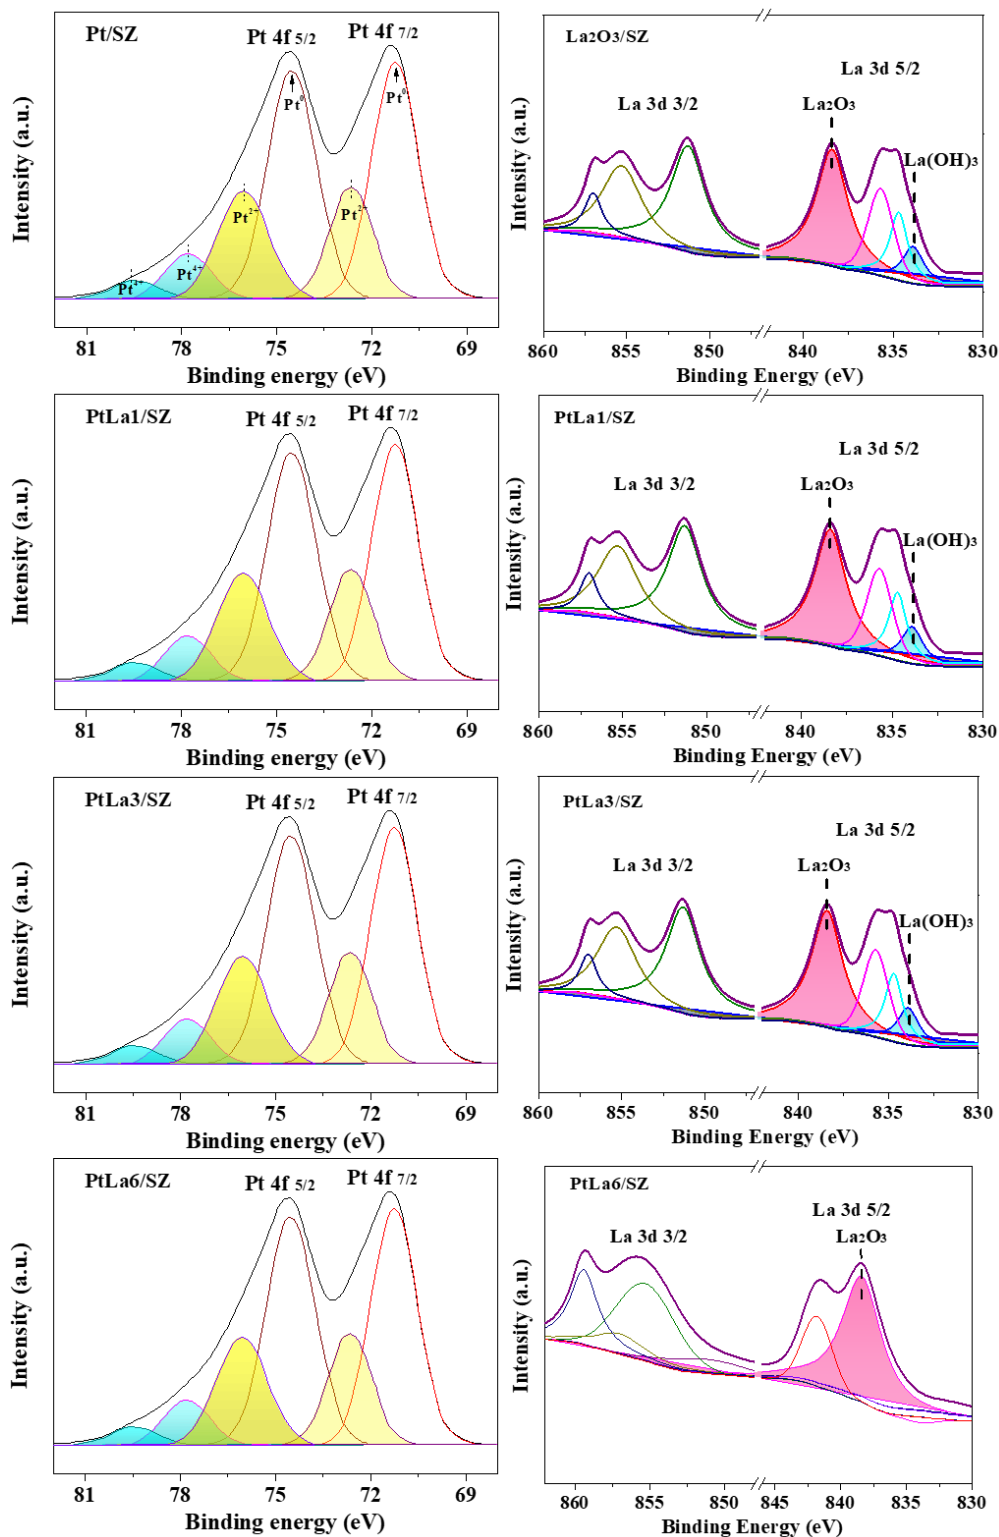 Pt/SZ
Pt 4f 5/2
Pt 4f 7/2
Pt⁰
Pt⁰
Pt²⁺
Pt²⁺
Pt⁴⁺
Pt⁴⁺
Intensity (a.u.)
81 78 75 72 69
Binding energy (eV)
La₂O₃/SZ
La 3d 5/2
La 3d 3/2
La₂O₃
La(OH)₃
Intensity (a.u.)
860 855 850 840 835 830
Binding Energy (eV)
PtLa1/SZ
Pt 4f 5/2
Pt 4f 7/2
Intensity (a.u.)
81 78 75 72 69
Binding energy (eV)
PtLa1/SZ
La 3d 5/2
La 3d 3/2
La₂O₃
La(OH)₃
Intensity (a.u.)
860 855 850 840 835 830
Binding Energy (eV)
PtLa3/SZ
Pt 4f 5/2
Pt 4f 7/2
Intensity (a.u.)
81 78 75 72 69
Binding energy (eV)
PtLa3/SZ
La 3d 5/2
La 3d 3/2
La₂O₃
La(OH)₃
Intensity (a.u.)
860 855 850 840 835 830
Binding Energy (eV)
PtLa6/SZ
Pt 4f 5/2
Pt 4f 7/2
Intensity (a.u.)
81 78 75 72 69
Binding energy (eV)
PtLa6/SZ
La 3d 5/2
La 3d 3/2
La₂O₃
Intensity (a.u.)
860 855 850 845 840 835 830
Binding Energy (eV)